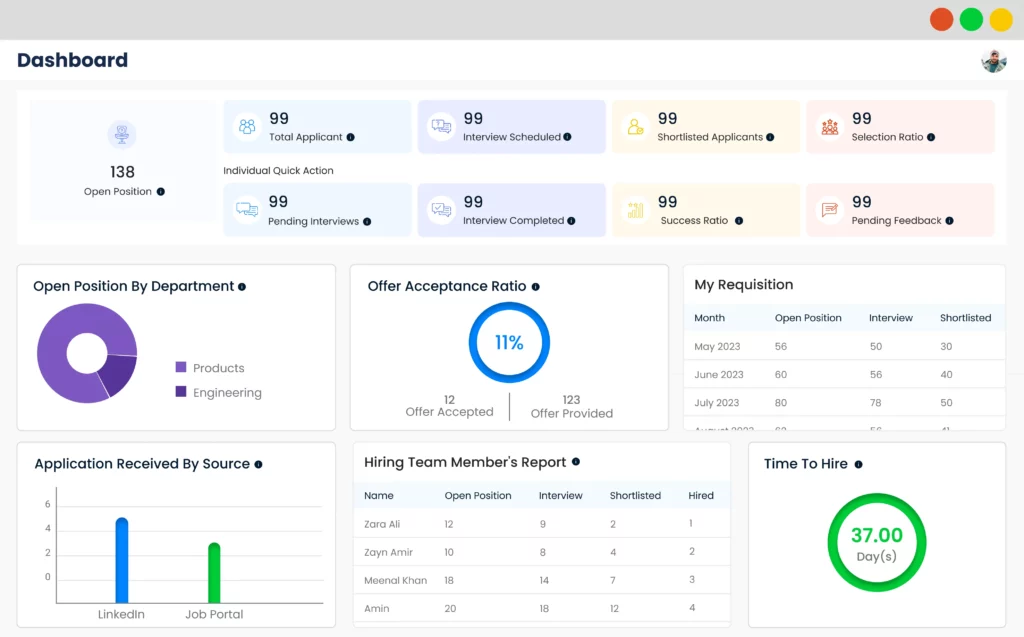 Dashboard
138
Open Position
99
Total Applicant
99
Interview Scheduled
99
Shortlisted Applicants
99
Selection Ratio
Individual Quick Action
99
Pending Interviews
99
Interview Completed
99
Success Ratio
99
Pending Feedback
Open Position By Department
Products
Engineering
Offer Acceptance Ratio
11%
12
Offer Accepted
123
Offer Provided
My Requisition
Month Open Position Interview Shortlisted
May 2023 56 50 30
June 2023 60 56 40
July 2023 80 78 50
August 2023
Application Received By Source
6
4
2
0
LinkedIn Job Portal
Hiring Team Member's Report
Name Open Position Interview Shortlisted Hired
Zara Ali 12 9 2 1
Zayn Amir 10 8 4 2
Meenal Khan 18 14 7 3
Amin 20 18 12 4
Time To Hire
37.00
Day(s)